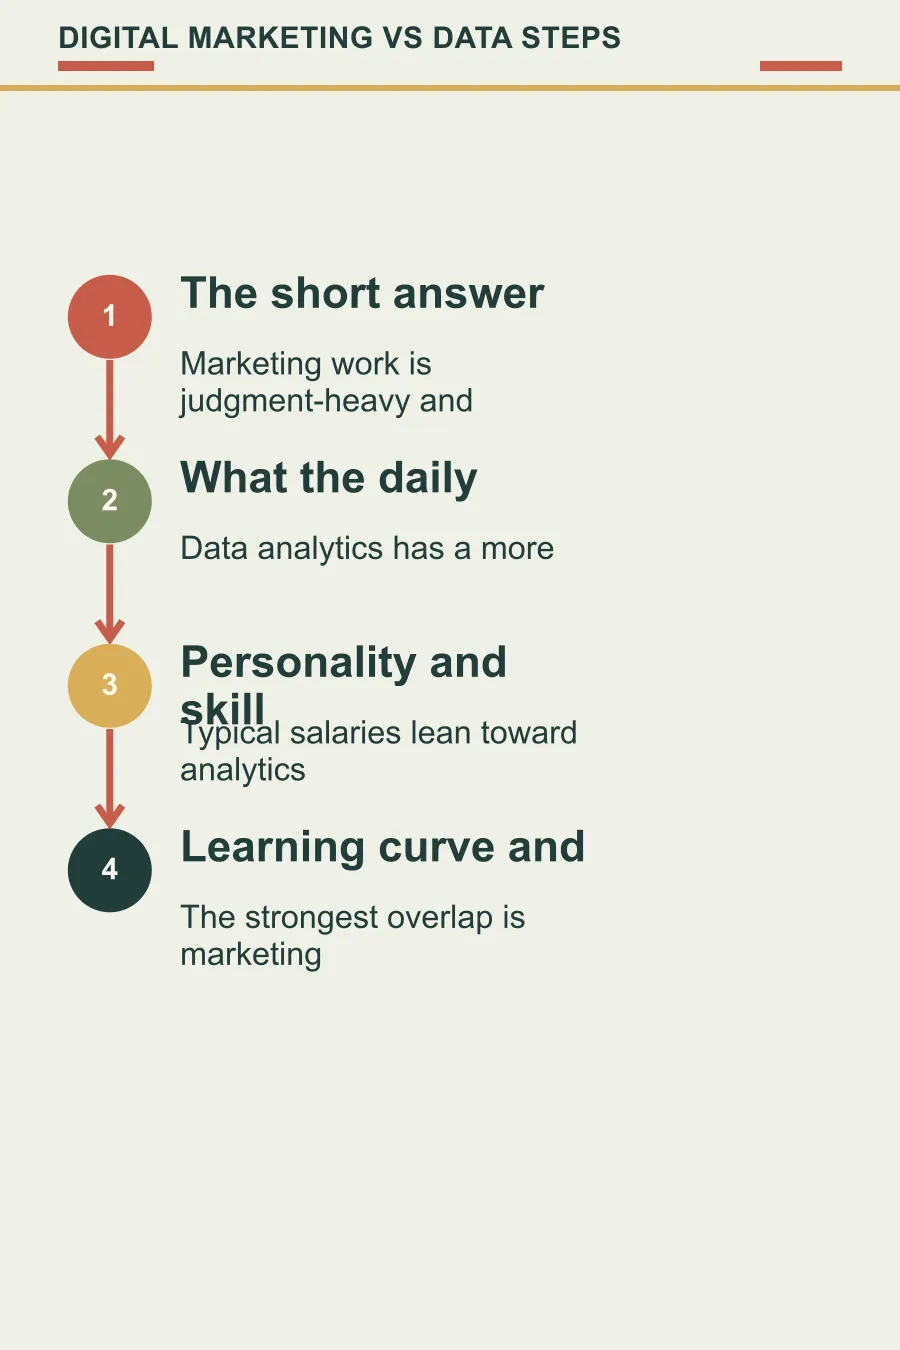 DIGITAL MARKETING VS DATA STEPS
1
The short answer
Marketing work is
judgment-heavy and
2
What the daily
Data analytics has a more
3
Personality and
skill
Typical salaries lean toward
analytics
4
Learning curve and
The strongest overlap is
marketing